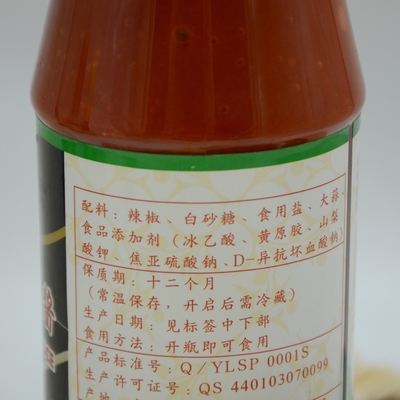 配料：辣椒、白砂糖、食用盐、大蒜、
食品添加剂（冰乙酸、黄原胶、山梨
酸钾、焦亚硫酸钠、D-异抗坏血酸钠）
保质期：十二个月
（常温保存，开启后需冷藏）
生产日期：见标签中下部
食用方法：开瓶即可食用
产品标准号：Q/YLSP 0001S
生产许可证号：QS 440103070099
产地：
酱
王